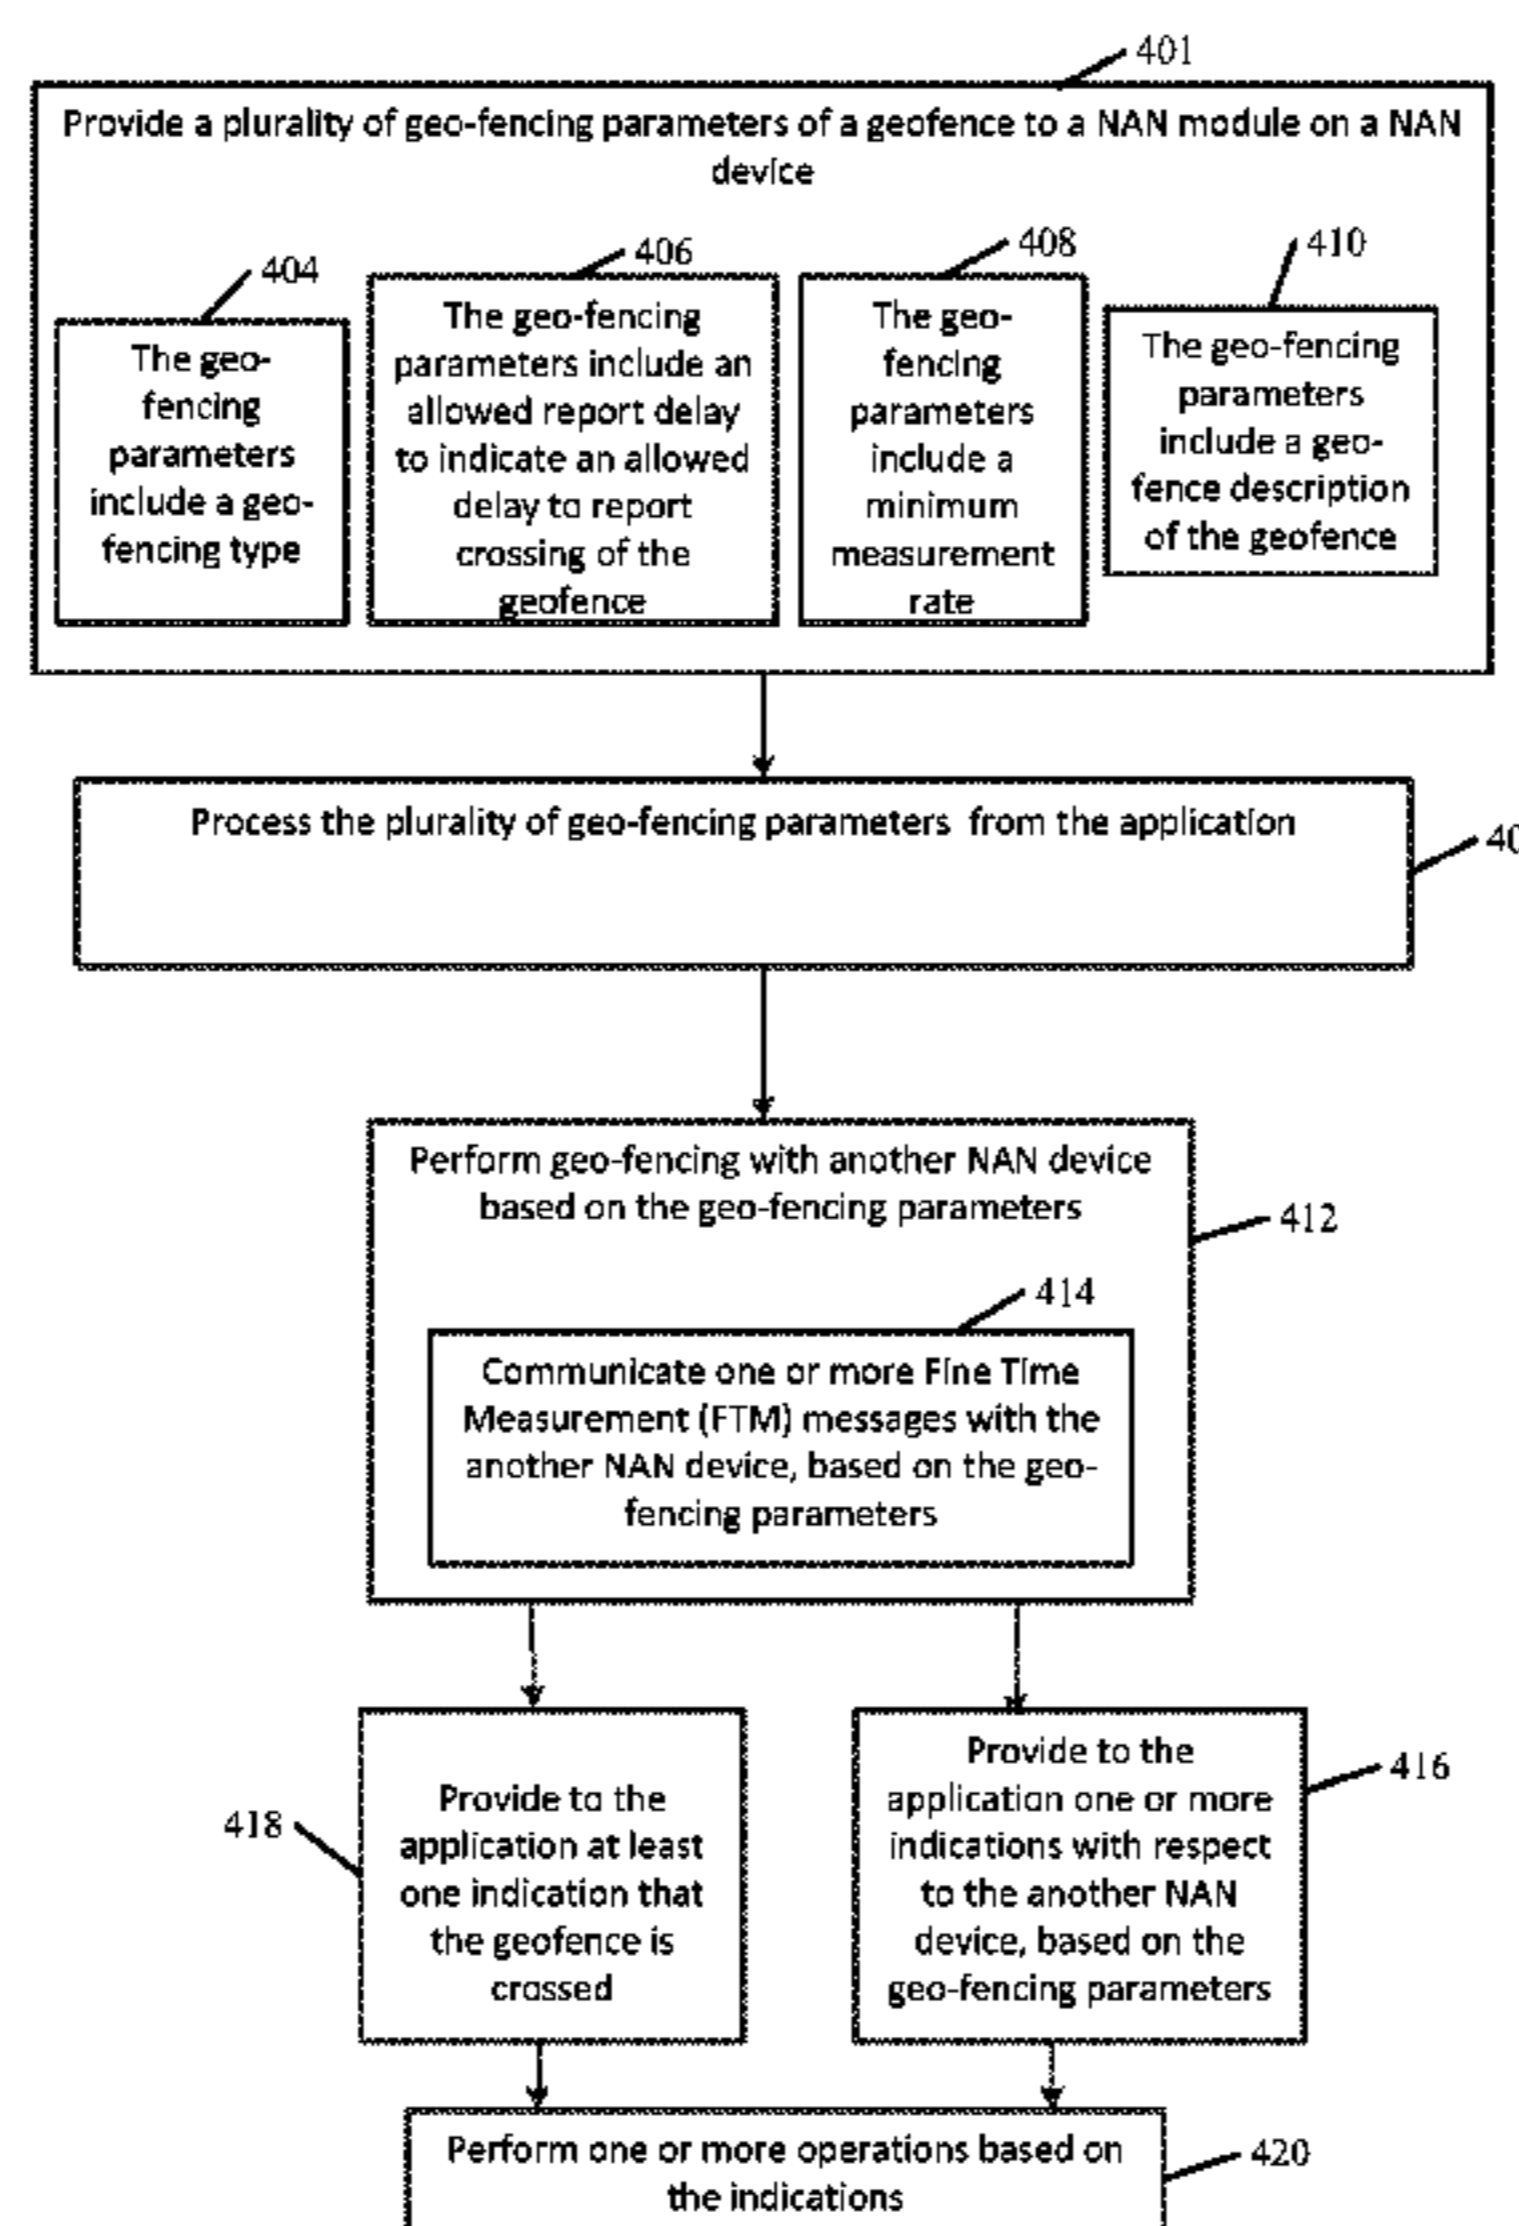 401
Provide a plurality of geo-fencing parameters of a geofence to a NAN module on a NAN
device
404
The geo-
fencing
parameters
include a geo-
fencing type
406
The geo-fencing
parameters include an
allowed report delay
to indicate an allowed
delay to report
crossing of the
geofence
408
The geo-
fencing
parameters
include a
minimum
measurement
rate
410
The geo-fencing
parameters
include a geo-
fence description
of the geofence
Process the plurality of geo-fencing parameters from the application
Perform geo-fencing with another NAN device
based on the geo-fencing parameters
412
414
Communicate one or more Fine Time
Measurement (FTM) messages with the
another NAN device, based on the geo-
fencing parameters
418
Provide to the
application at least
one indication that
the geofence is
crossed
Provide to the
application one or more
indications with respect
to the another NAN
device, based on the
geo-fencing parameters
416
Perform one or more operations based on
the indications
420